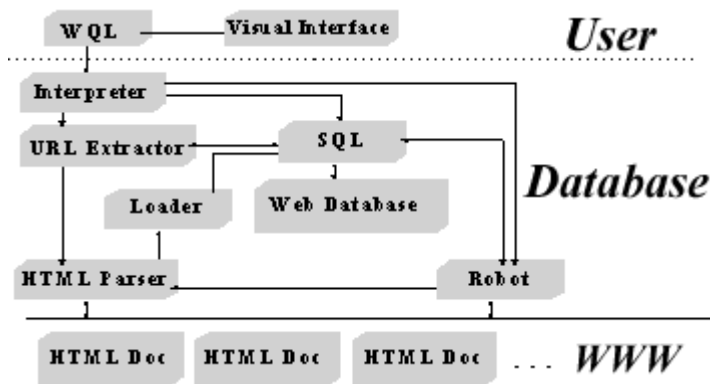 WQL
Visual Interface
User
Interpreter
URL Extractor
SQL
Database
Loader
Web Database
HTML Parser
Robot
HTML Doc
HTML Doc
HTML Doc
... WWW